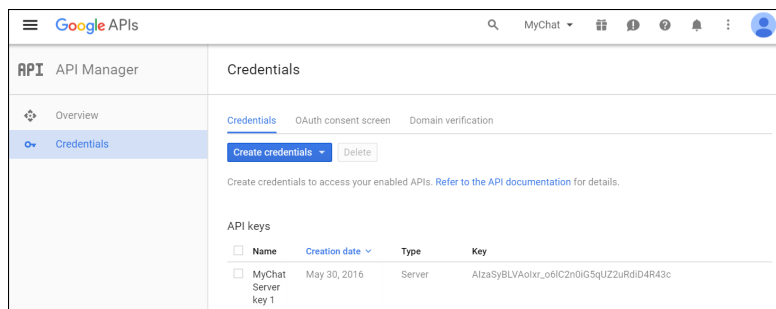 Google APIs MyChat
API API Manager Credentials
Overview
Credentials
Credentials OAuth consent screen Domain verification
Create credentials Delete
Create credentials to access your enabled APIs. Refer to the API documentation for details.
API keys
Name Creation date Type Key
MyChat Server key 1 May 30, 2016 Server AIzaSyBLVAoIxr_o6lC2n0iG5qUZ2uRdiD4R43c